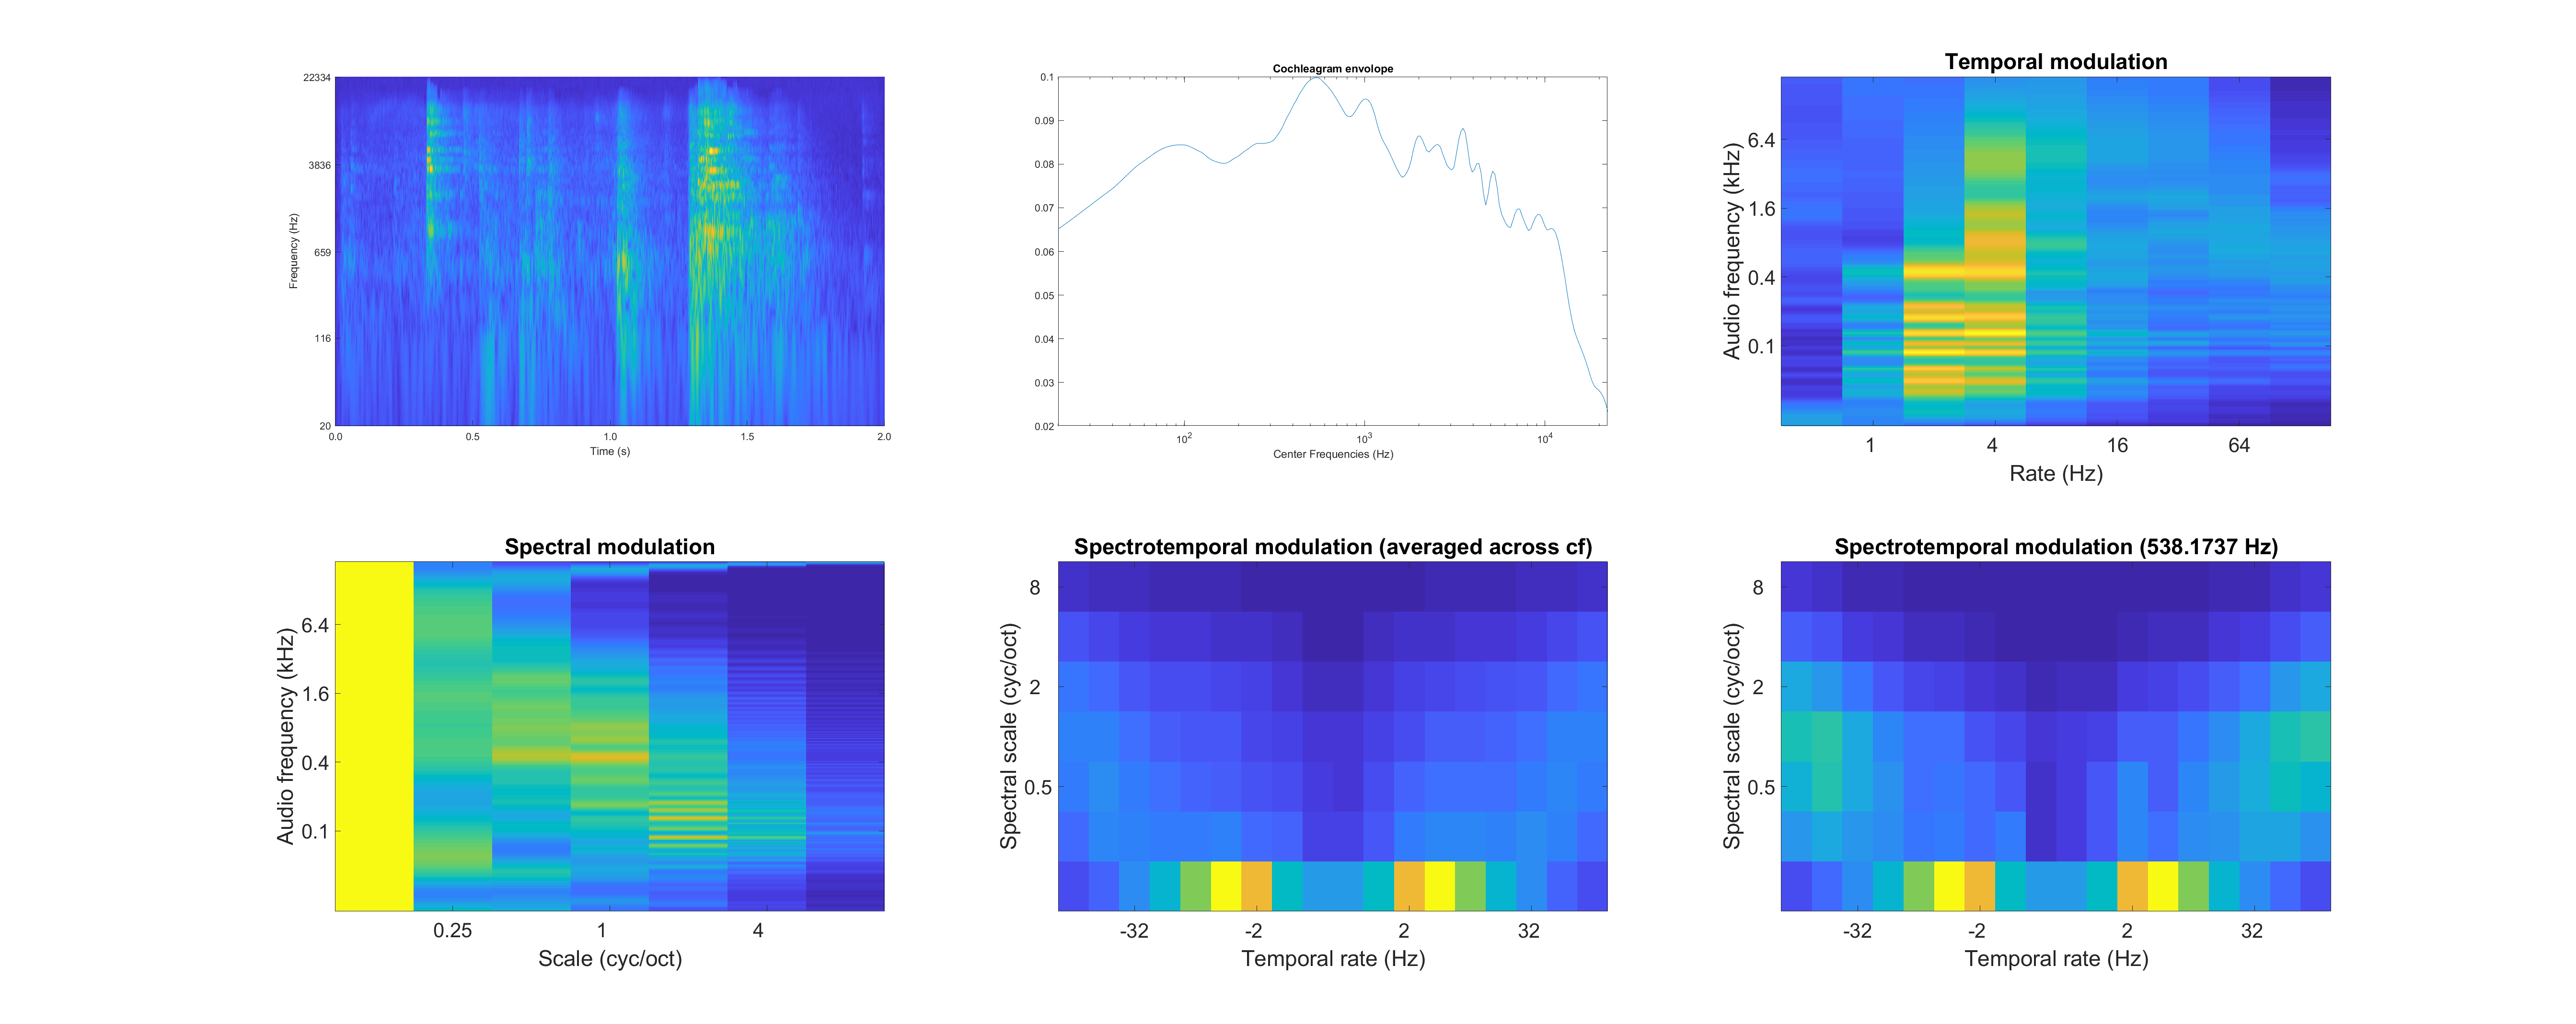 22334
3836
659
116
20
Frequency (Hz)
0.0 0.5 1.0 1.5 2.0
Time (s)
Cochleagram envolope
0.1
0.09
0.08
0.07
0.06
0.05
0.04
0.03
0.02
10^2 10^3 10^4
Center Frequencies (Hz)
Temporal modulation
6.4
1.6
0.4
0.1
Audio frequency (kHz)
1 4 16 64
Rate (Hz)
Spectral modulation
6.4
1.6
0.4
0.1
Audio frequency (kHz)
0.25 1 4
Scale (cyc/oct)
Spectrotemporal modulation (averaged across cf)
8
2
0.5
Spectral scale (cyc/oct)
-32 -2 2 32
Temporal rate (Hz)
Spectrotemporal modulation (538.1737 Hz)
8
2
0.5
Spectral scale (cyc/oct)
-32 -2 2 32
Temporal rate (Hz)